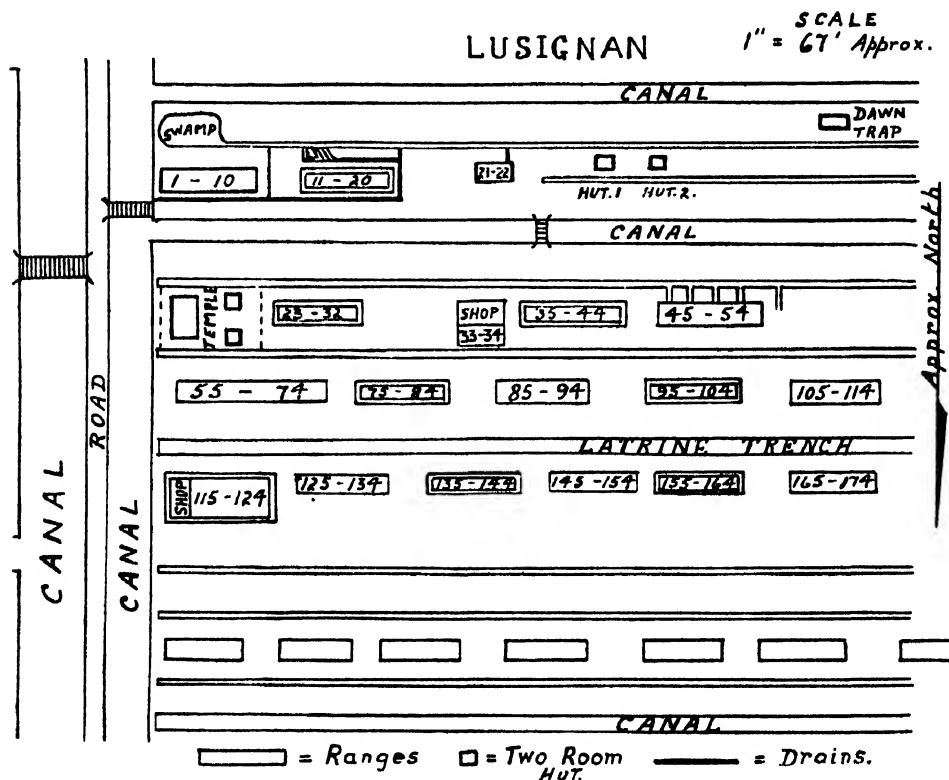 LUSIGNAN
SCALE
1" = 67' Approx.
CANAL
SWAMP
DAWN
TRAP
1 - 10
11 - 20
21-22
HUT.1 HUT.2.
CANAL
TEMPLE
23 - 32
SHOP
33-34
35 - 44
45 - 54
Approx. North
55 - 74
75 - 84
85 - 94
95 - 104
105 - 114
ROAD
LATRINE TRENCH
SHOP
115 - 124
125 - 134
135 - 144
145 - 154
155 - 164
165 - 174
CANAL
CANAL
CANAL
= Ranges
= Two Room
HUT.
= Drains.